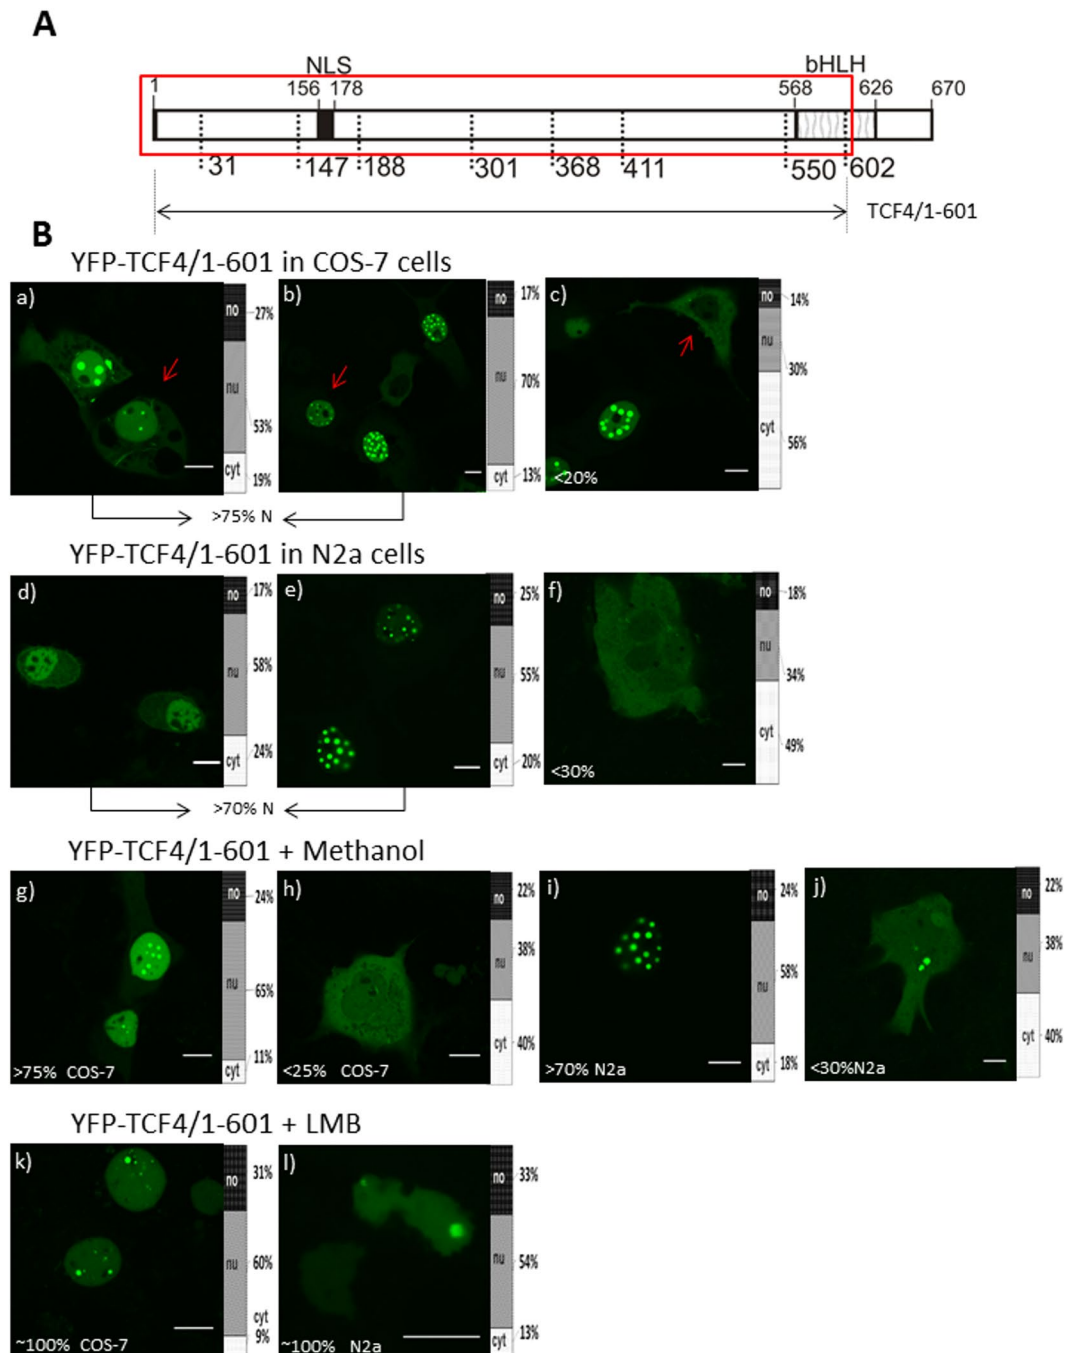 A
NLS bHLH
1 156 178 568 626 670
31 147 188 301 368 411 550 602
TCF4/1-601
B
YFP-TCF4/1-601 in COS-7 cells
a) no 27% nu 53% cyt 19%
b) no 17% nu 70% cyt 13%
c) <20% no 14% nu 30% cyt 56%
>75% N
YFP-TCF4/1-601 in N2a cells
d) no 17% nu 58% cyt 24%
e) no 25% nu 55% cyt 20%
f) <30% no 18% nu 34% cyt 49%
>70% N
YFP-TCF4/1-601 + Methanol
g) >75% COS-7 no 24% nu 65% cyt 11%
h) <25% COS-7 no 22% nu 38% cyt 40%
i) >70% N2a no 24% nu 58% cyt 18%
j) <30%N2a no 22% nu 38% cyt 40%
YFP-TCF4/1-601 + LMB
k) ~100% COS-7 no 31% nu 60% cyt 9%
l) ~100% N2a no 33% nu 54% cyt 13%